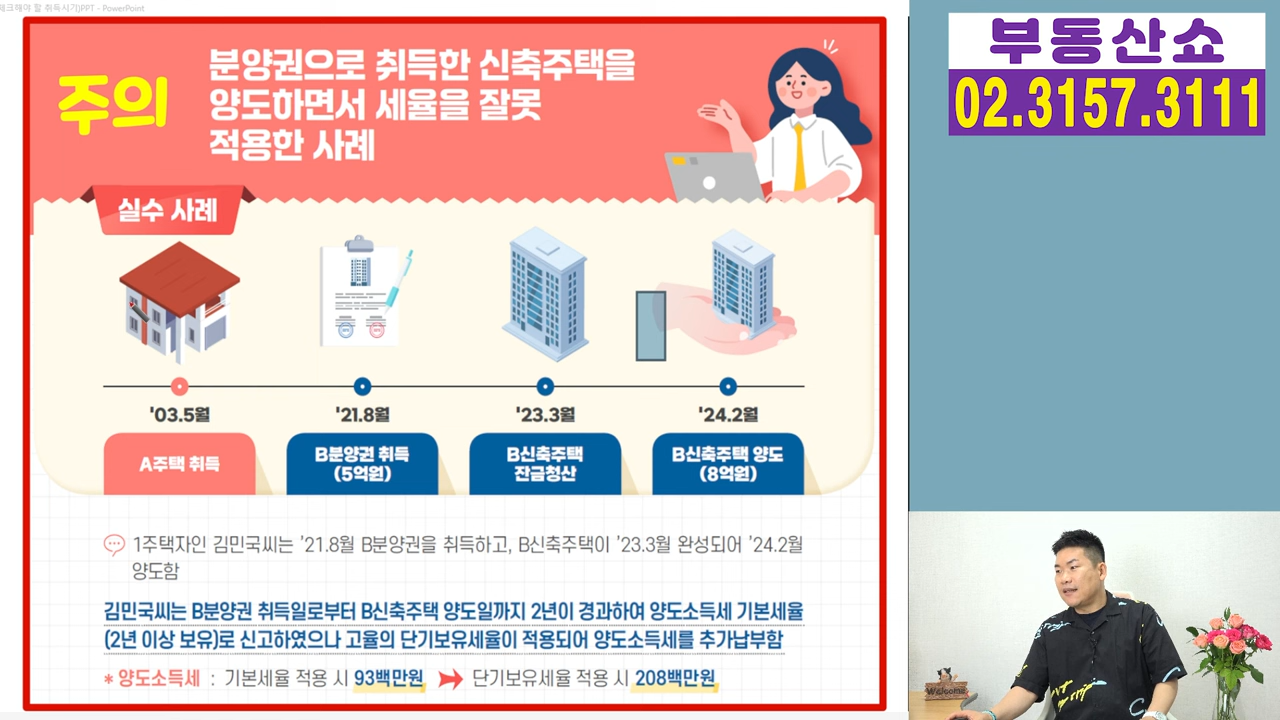 체크해야 할 취득시기)PPT - PowerPoint
주의
분양권으로 취득한 신축주택을
양도하면서 세율을 잘못
적용한 사례
실수 사례
'03.5월
'21.8월
'23.3월
'24.2월
A주택 취득
B분양권 취득
(5억원)
B신축주택
잔금청산
B신축주택 양도
(8억원)
1주택자인 김민국씨는 '21.8월 B분양권을 취득하고, B신축주택이 '23.3월 완성되어 '24.2월
양도함
김민국씨는 B분양권 취득일로부터 B신축주택 양도일까지 2년이 경과하여 양도소득세 기본세율
(2년 이상 보유)로 신고하였으나 고율의 단기보유세율이 적용되어 양도소득세를 추가납부함
* 양도소득세 : 기본세율 적용 시 93백만원 단기보유세율 적용 시 208백만원
부동산쇼
02.3157.3111
Welcome